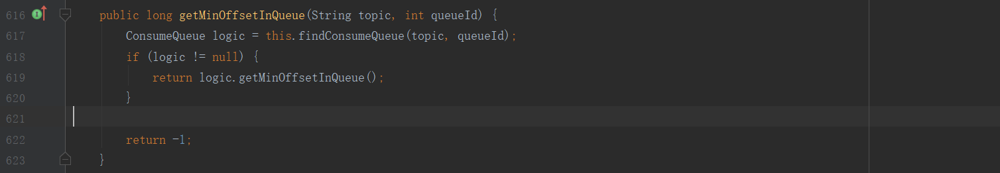 616 public long getMinOffsetInQueue(String topic, int queueId) {
617 ConsumeQueue logic = this.findConsumeQueue(topic, queueId);
618 if (logic != null) {
619 return logic.getMinOffsetInQueue();
620 }
621
622 return -1;
623 }